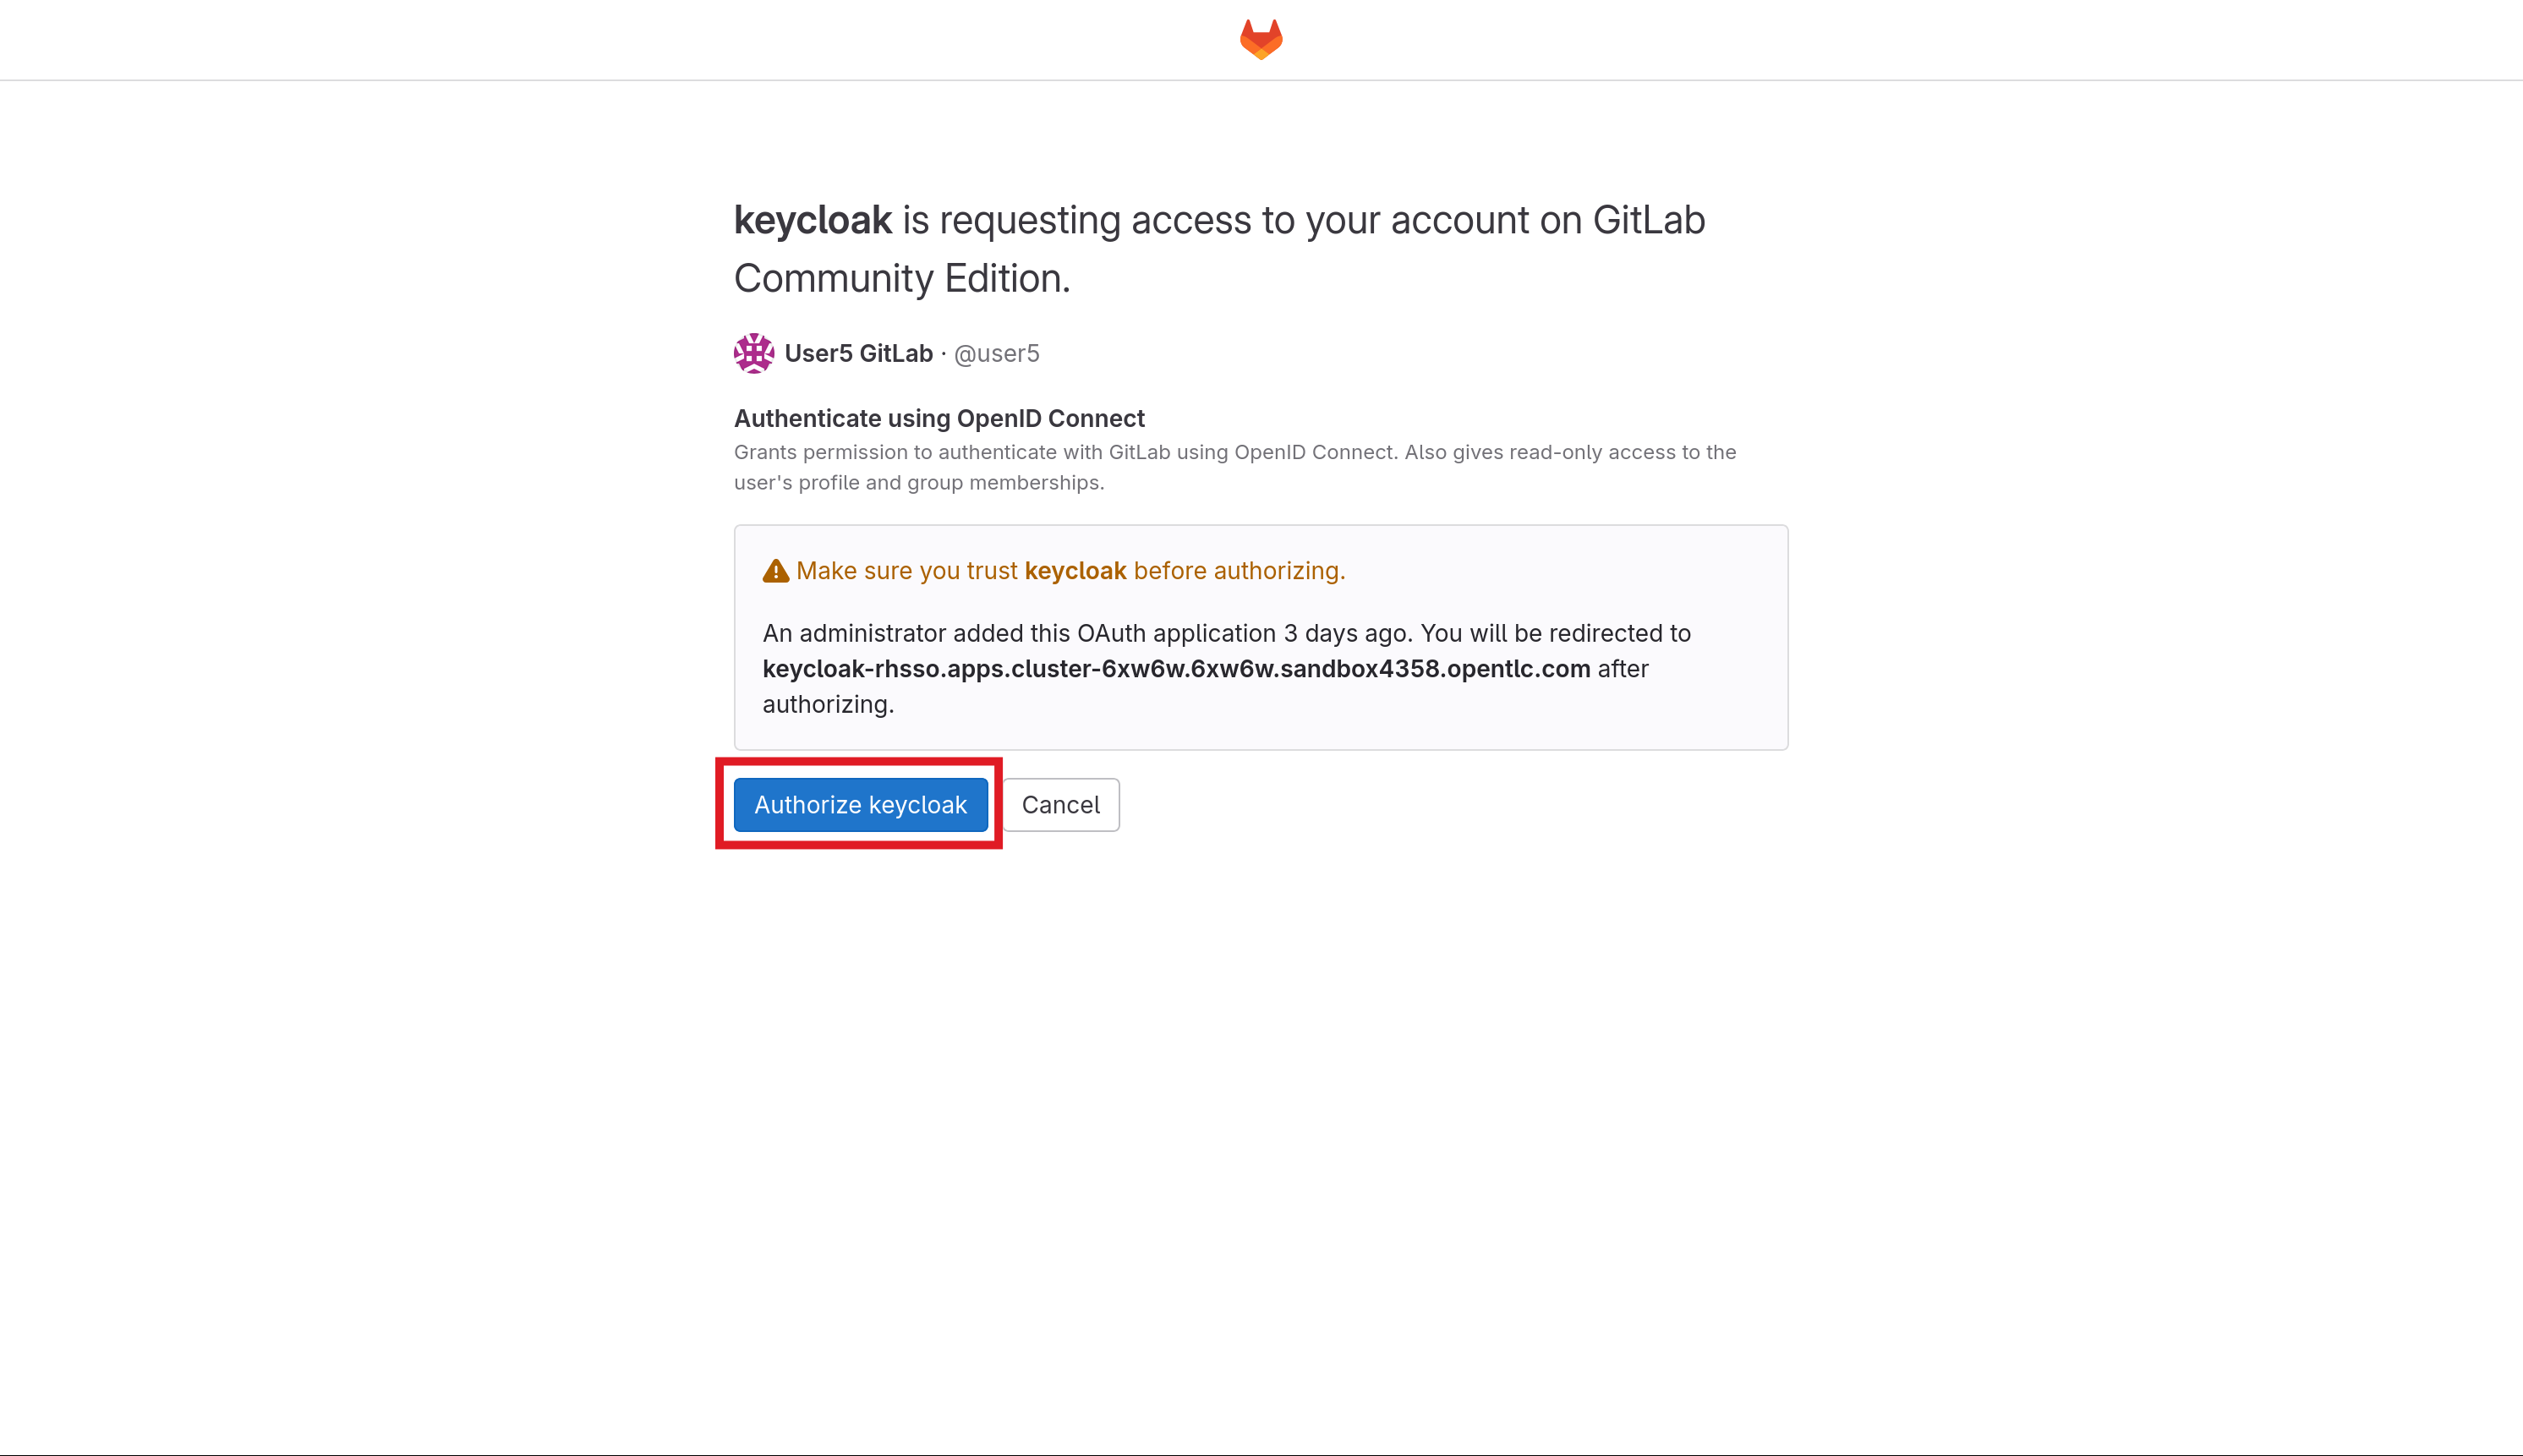 keycloak is requesting access to your account on GitLab
Community Edition.
User5 GitLab · @user5
Authenticate using OpenID Connect
Grants permission to authenticate with GitLab using OpenID Connect. Also gives read-only access to the
user's profile and group memberships.
Make sure you trust keycloak before authorizing.
An administrator added this OAuth application 3 days ago. You will be redirected to
keycloak-rhsso.apps.cluster-6xw6w.6xw6w.sandbox4358.opentlc.com after
authorizing.
Authorize keycloak Cancel